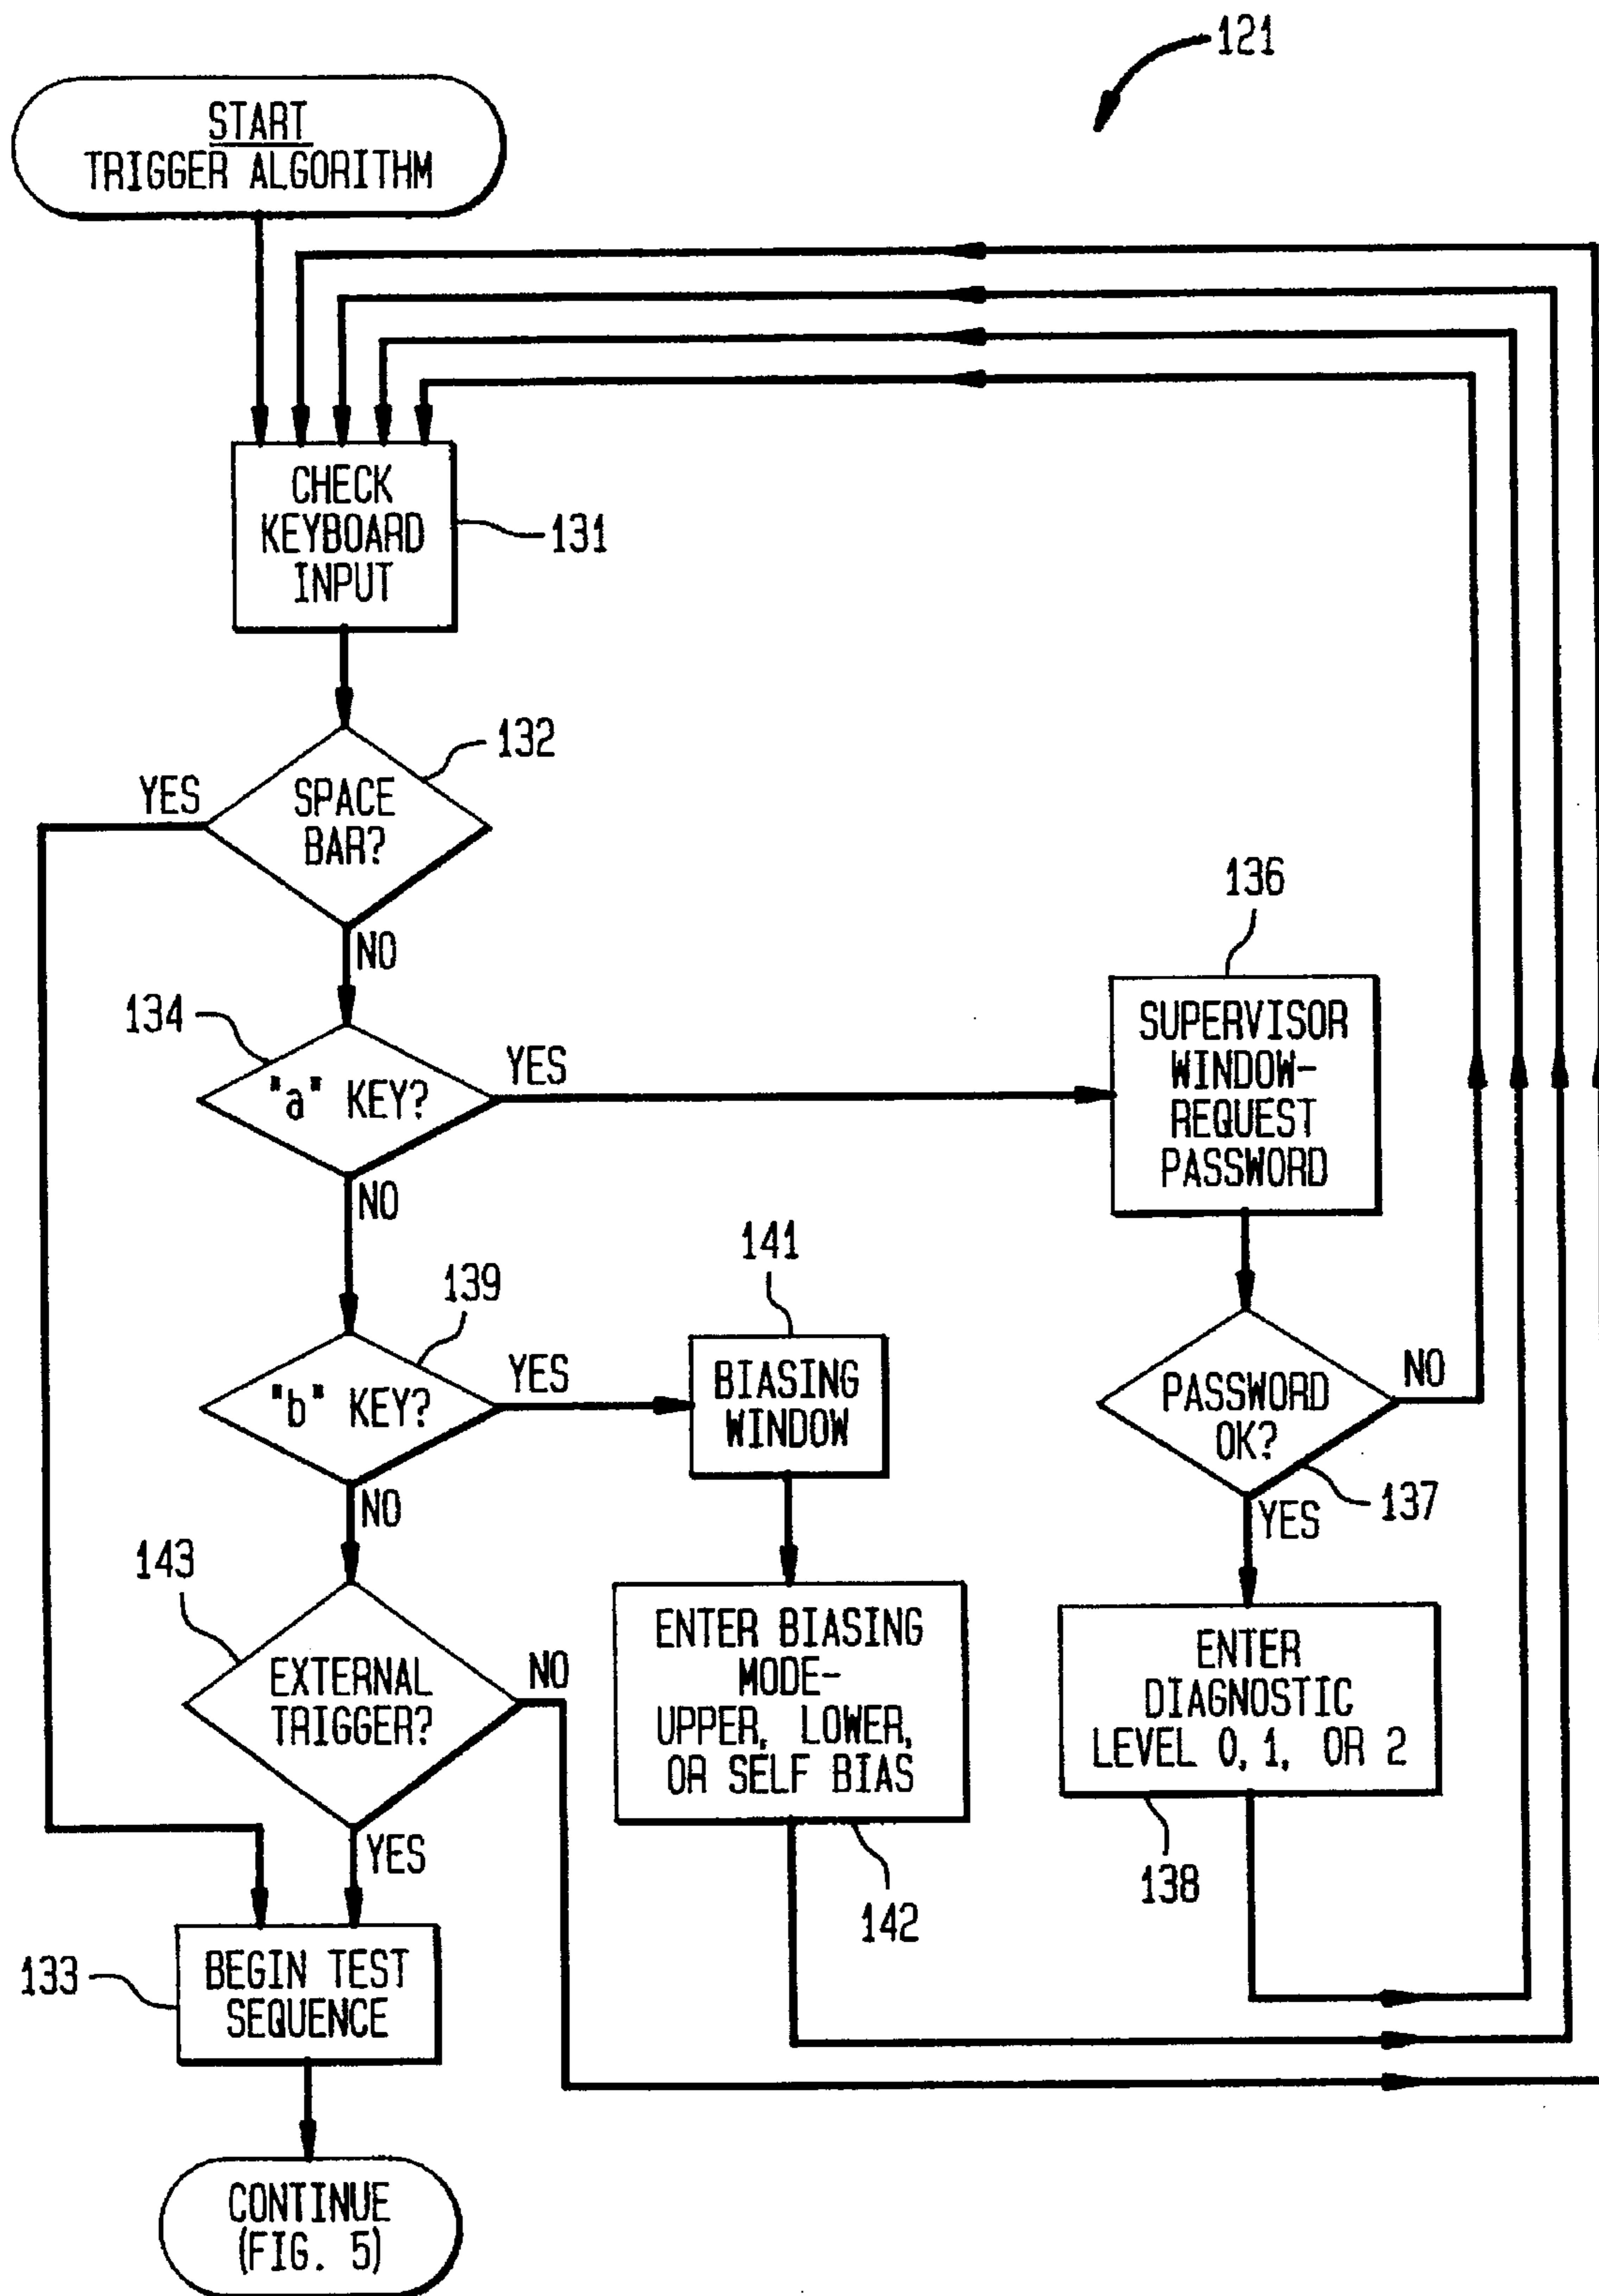 121
START
TRIGGER ALGORITHM
CHECK
KEYBOARD
INPUT
131
132
YES
SPACE
BAR?
NO
136
134
"a" KEY?
YES
SUPERVISOR
WINDOW-
REQUEST
PASSWORD
NO
141
139
"b" KEY?
YES
BIASING
WINDOW
PASSWORD
OK?
NO
137
YES
NO
143
EXTERNAL
TRIGGER?
NO
ENTER BIASING
MODE-
UPPER, LOWER,
OR SELF BIAS
142
ENTER
DIAGNOSTIC
LEVEL 0, 1, OR 2
138
YES
133
BEGIN TEST
SEQUENCE
CONTINUE
(FIG. 5)